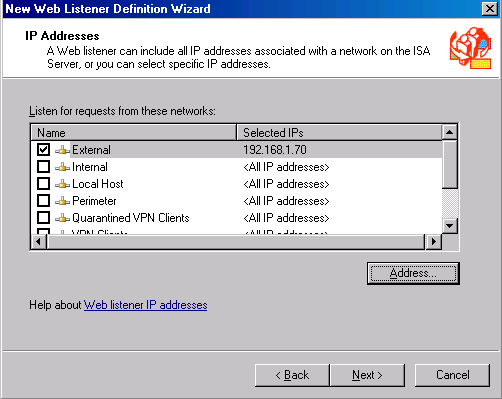 New Web Listener Definition Wizard
IP Addresses
A Web listener can include all IP addresses associated with a network on the ISA
Server, or you can select specific IP addresses.
Listen for requests from these networks:
Name Selected IPs
External 192.168.1.70
Internal <All IP addresses>
Local Host <All IP addresses>
Perimeter <All IP addresses>
Quarantined VPN Clients <All IP addresses>
VPN Clients <All IP addresses>
Address...
Help about Web listener IP addresses
< Back Next > Cancel